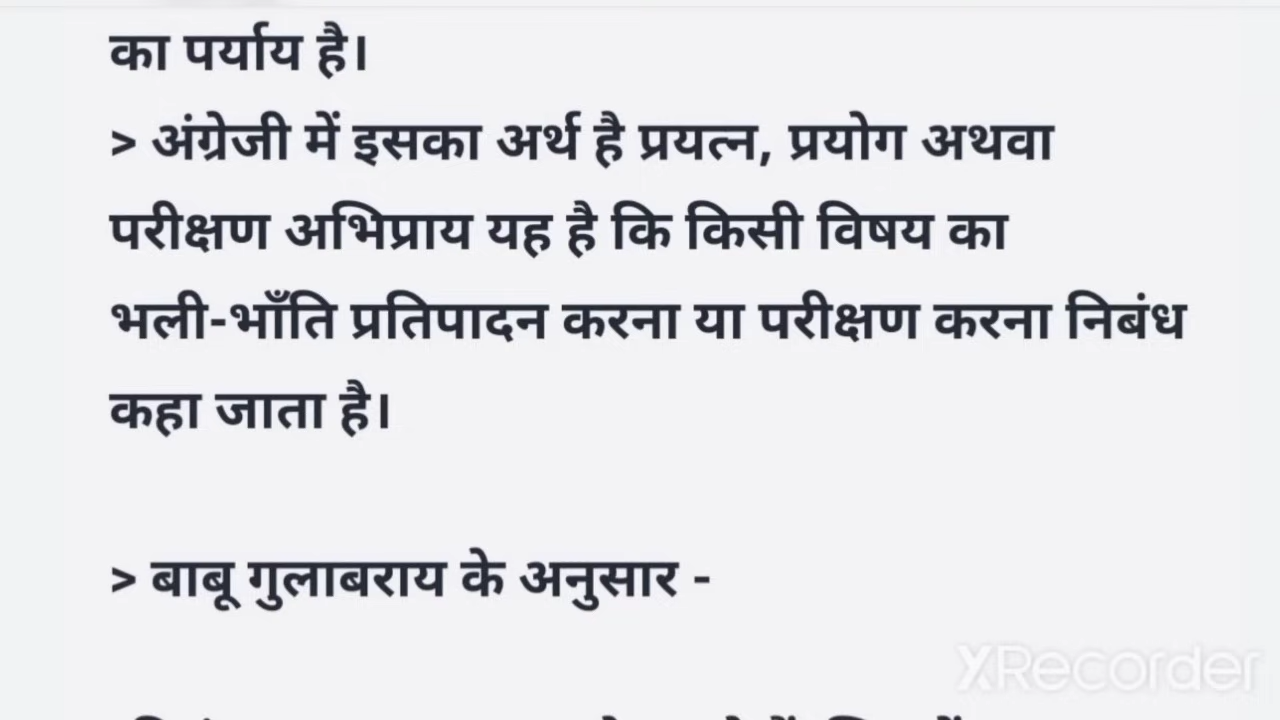 का पर्याय है।
> अंग्रेजी में इसका अर्थ है प्रयत्न, प्रयोग अथवा
परीक्षण अभिप्राय यह है कि किसी विषय का
भली-भाँति प्रतिपादन करना या परीक्षण करना निबंध
कहा जाता है।
> बाबू गुलाबराय के अनुसार -
XRecorder